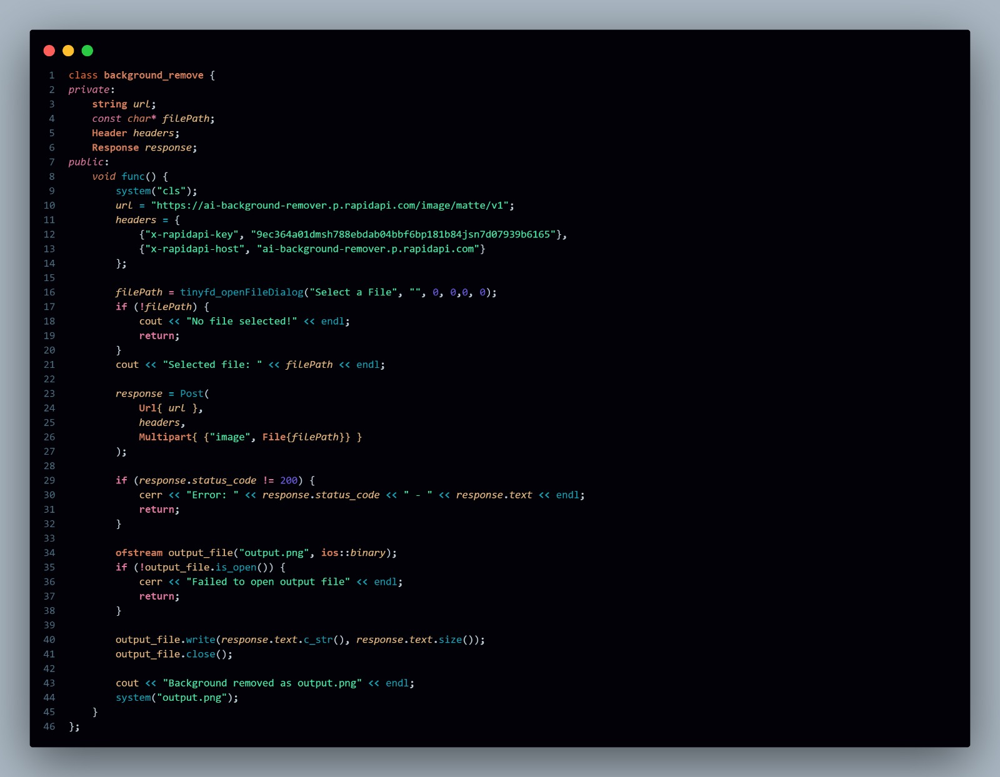 1 class background_remove {
2 private:
3     string url;
4     const char* filePath;
5     Header headers;
6     Response response;
7 public:
8     void func() {
9         system("cls");
10         url = "https://ai-background-remover.p.rapidapi.com/image/matte/v1";
11         headers = {
12             {"x-rapidapi-key", "9ec364a01dmsh788ebdab04bbf6bp181b84jsn7d07939b6165"},
13             {"x-rapidapi-host", "ai-background-remover.p.rapidapi.com"}
14         };
15
16         filePath = tinyfd_openFileDialog("Select a File", "", 0, 0,0, 0);
17         if (!filePath) {
18             cout << "No file selected!" << endl;
19             return;
20         }
21         cout << "Selected file: " << filePath << endl;
22
23         response = Post(
24             Url{ url },
25             headers,
26             Multipart{ {"image", File{filePath}} }
27         );
28
29         if (response.status_code != 200) {
30             cerr << "Error: " << response.status_code << " - " << response.text << endl;
31             return;
32         }
33
34         ofstream output_file("output.png", ios::binary);
35         if (!output_file.is_open()) {
36             cerr << "Failed to open output file" << endl;
37             return;
38         }
39
40         output_file.write(response.text.c_str(), response.text.size());
41         output_file.close();
42
43         cout << "Background removed as output.png" << endl;
44         system("output.png");
45     }
46 };